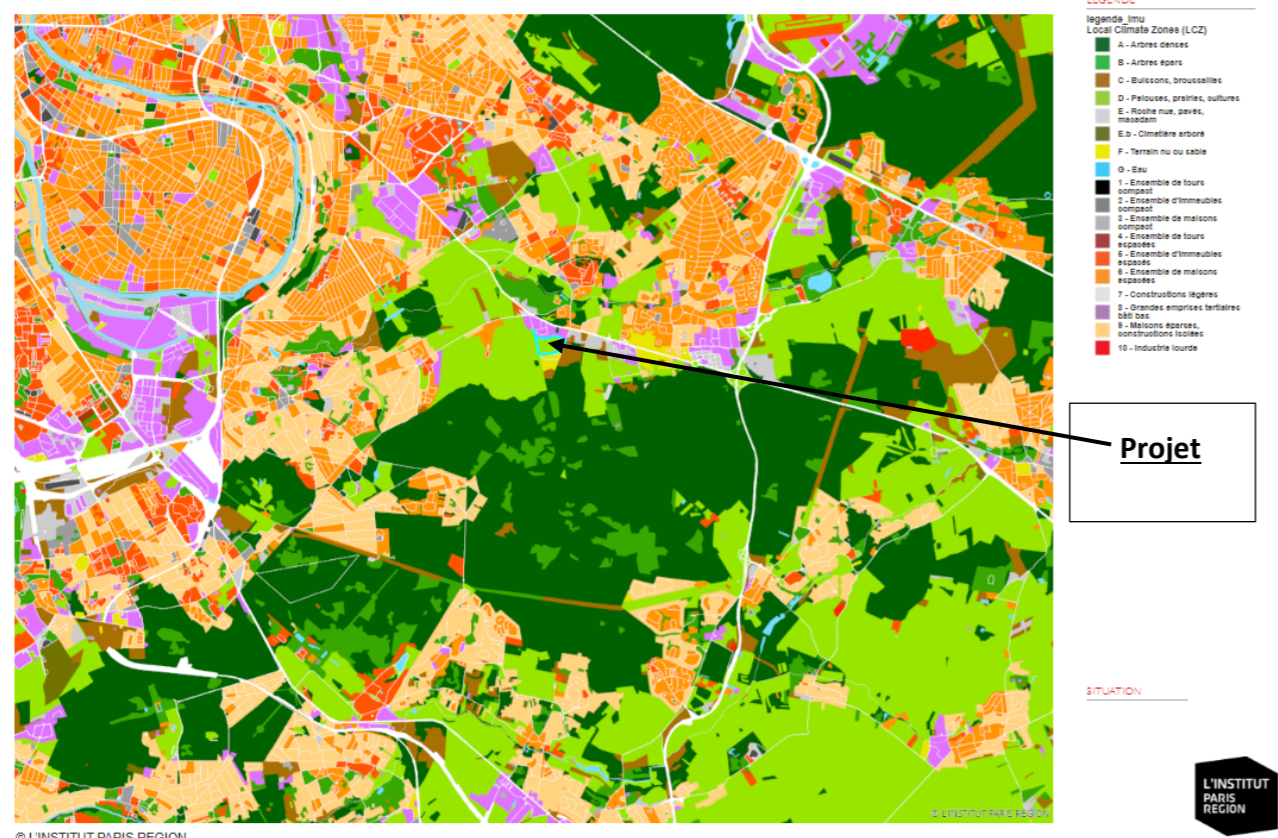 LEGENDE
legende_imu
Local Climate Zones (LCZ)
A - Arbres denses
B - Arbres épars
C - Buissons, broussailles
D - Pelouses, prairies, cultures
E - Roche nue, pavés,
macadam
E.b - Cimetière arboré
F - Terrain nu ou sable
G - Eau
1 - Ensemble de tours
compact
2 - Ensemble d'immeubles
compact
3 - Ensemble de maisons
compact
4 - Ensemble de tours
espacées
5 - Ensemble d'immeubles
espacés
6 - Ensemble de maisons
espacées
7 - Constructions légères
8 - Grandes emprises tertiaires
bâti bas
9 - Maisons éparses,
constructions isolées
10 - Industrie lourde
Projet
SITUATION
L'INSTITUT
PARIS
REGION
© L'INSTITUT PARIS REGION
© L'INSTITUT PARIS REGION